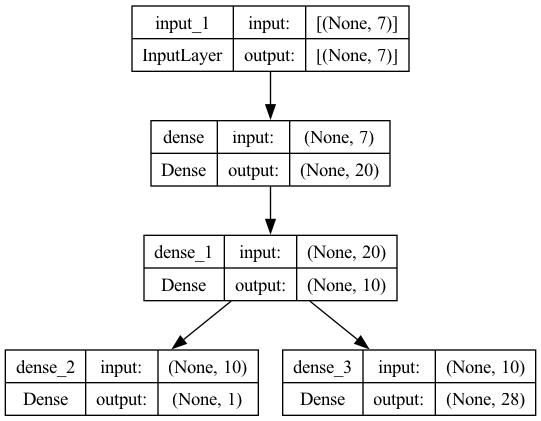 input_1 input: [(None, 7)]
InputLayer output: [(None, 7)]
dense input: (None, 7)
Dense output: (None, 20)
dense_1 input: (None, 20)
Dense output: (None, 10)
dense_2 input: (None, 10)
Dense output: (None, 1)
dense_3 input: (None, 10)
Dense output: (None, 28)